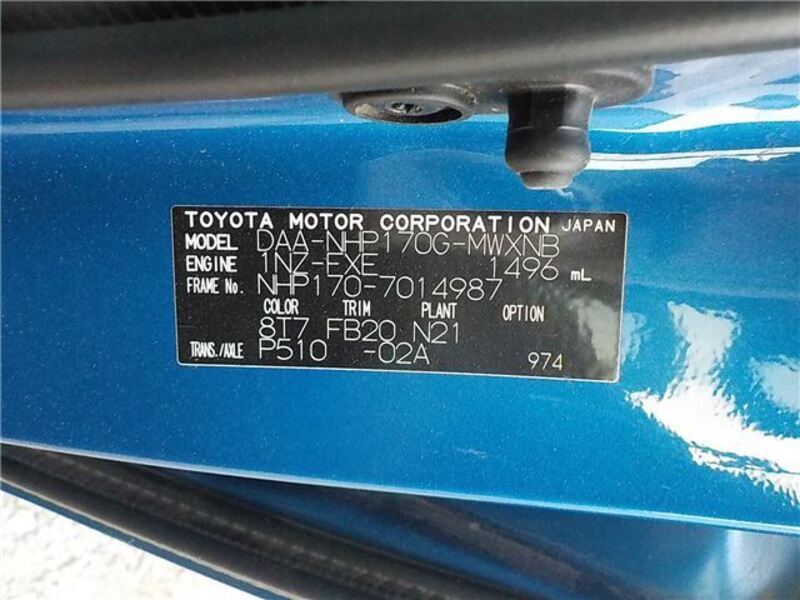 TOYOTA MOTOR CORPORATION JAPAN
MODEL DAA-NHP170G-MWXNB
ENGINE 1NZ-EXE 1496 mL
FRAME No. NHP170-7014987
COLOR TRIM PLANT OPTION
8T7 FB20 N21
TRANS./AXLE P510 -02A 974